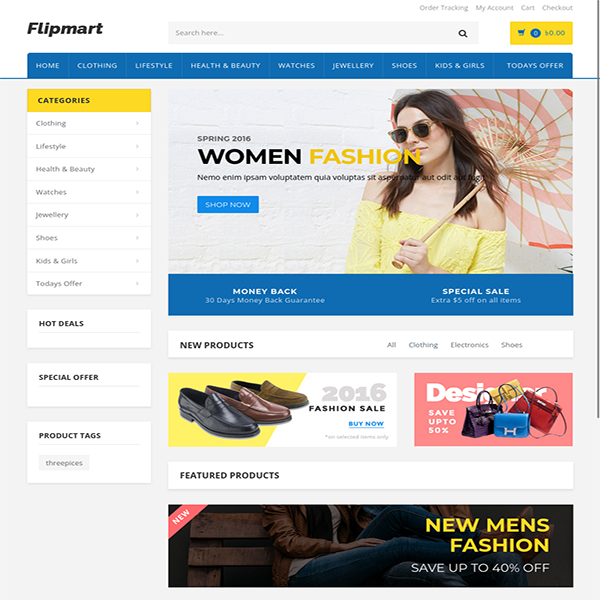 Order Tracking My Account Cart Checkout
Flipmart
Search here...
0 ৳0.00
HOME CLOTHING LIFESTYLE HEALTH & BEAUTY WATCHES JEWELLERY SHOES KIDS & GIRLS TODAYS OFFER
CATEGORIES
Clothing
Lifestyle
Health & Beauty
Watches
Jewellery
Shoes
Kids & Girls
Todays Offer
HOT DEALS
SPECIAL OFFER
PRODUCT TAGS
threepices
SPRING 2016
WOMEN FASHION
Nemo enim ipsam voluptatem quia voluptas sit aspernatur aut odit aut fugit
SHOP NOW
MONEY BACK
30 Days Money Back Guarantee
SPECIAL SALE
Extra $5 off on all items
NEW PRODUCTS
All Clothing Electronics Shoes
2016
FASHION SALE
BUY NOW
*on selected items only
Designer
SAVE
UPTO
50%
FEATURED PRODUCTS
NEW
NEW MENS
FASHION
SAVE UP TO 40% OFF